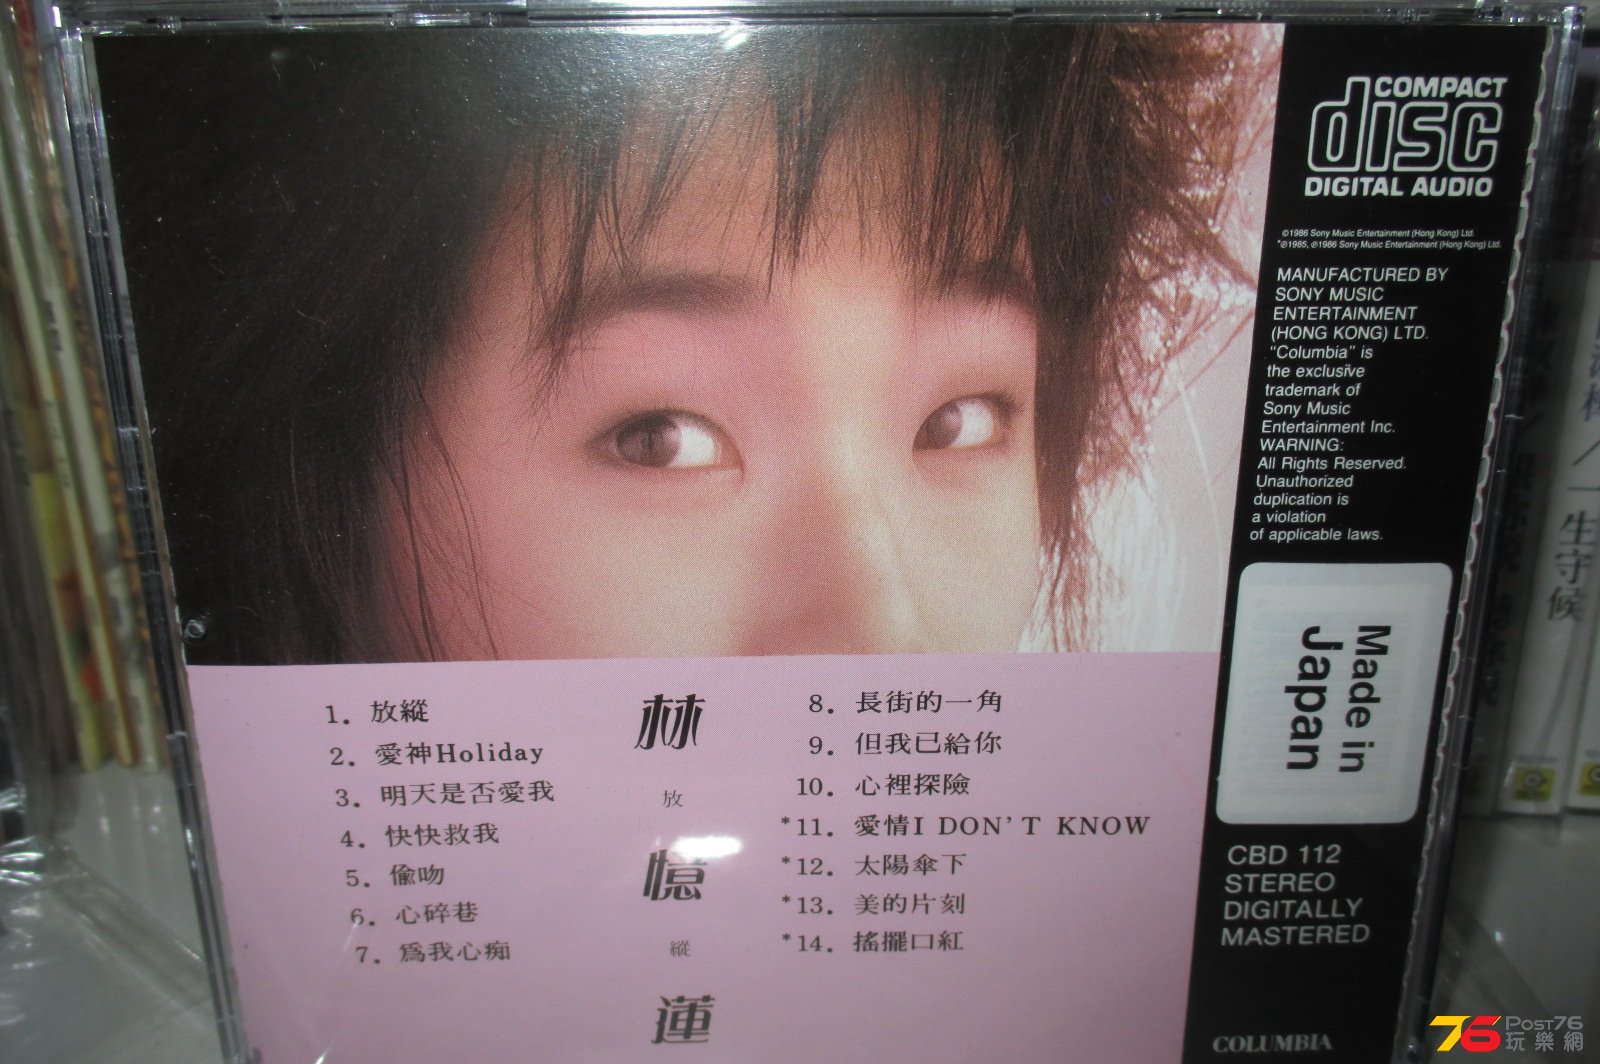 COMPACT
disc
DIGITAL AUDIO
©1986 Sony Music Entertainment (Hong Kong) Ltd.
*℗1985, ℗1986 Sony Music Entertainment (Hong Kong) Ltd.
MANUFACTURED BY
SONY MUSIC
ENTERTAINMENT
(HONG KONG) LTD.
"Columbia" is
the exclusive
trademark of
Sony Music
Entertainment Inc.
WARNING:
All Rights Reserved.
Unauthorized
duplication is
a violation
of applicable laws.
Made in
Japan
CBD 112
STEREO
DIGITALLY
MASTERED
COLUMBIA
1. 放縱
2. 愛神Holiday
3. 明天是否愛我
4. 快快救我
5. 偷吻
6. 心碎巷
7. 爲我心痴
林
放
憶
縱
蓮
8. 長街的一角
9. 但我已給你
10. 心裡探險
*11. 愛情I DON'T KNOW
*12. 太陽傘下
*13. 美的片刻
*14. 搖擺口紅
一生守候
76 POST76
玩樂網